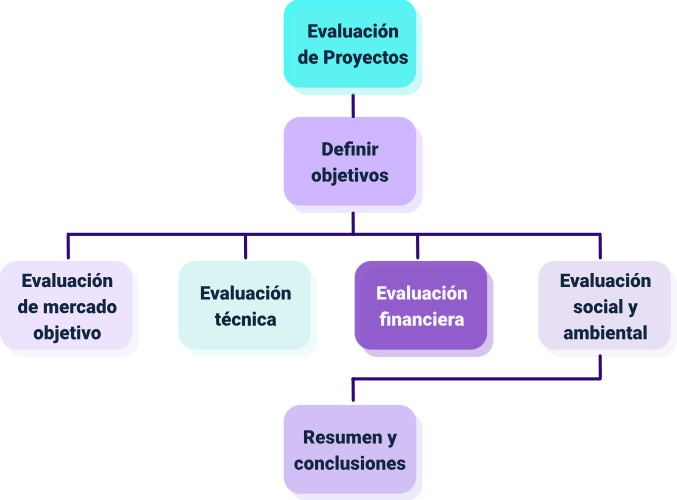 Evaluación
de Proyectos
Definir
objetivos
Evaluación
de mercado
objetivo
Evaluación
técnica
Evaluación
financiera
Evaluación
social y
ambiental
Resumen y
conclusiones